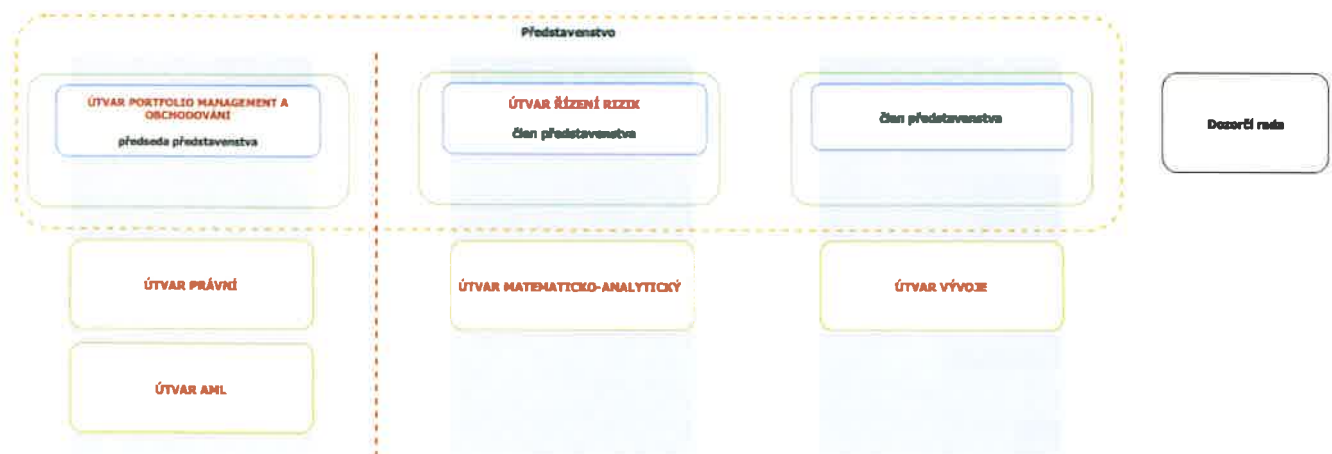 Představenstvo
ÚTVAR PORTFOLIO MANAGEMENT A
OBCHODOVÁNÍ
předseda představenstva
ÚTVAR ŘÍZENÍ RIZIK
člen představenstva
člen představenstva
Dozorčí rada
ÚTVAR PRÁVNÍ
ÚTVAR MATEMATICKO-ANALYTICKÝ
ÚTVAR VÝVOJE
ÚTVAR AML